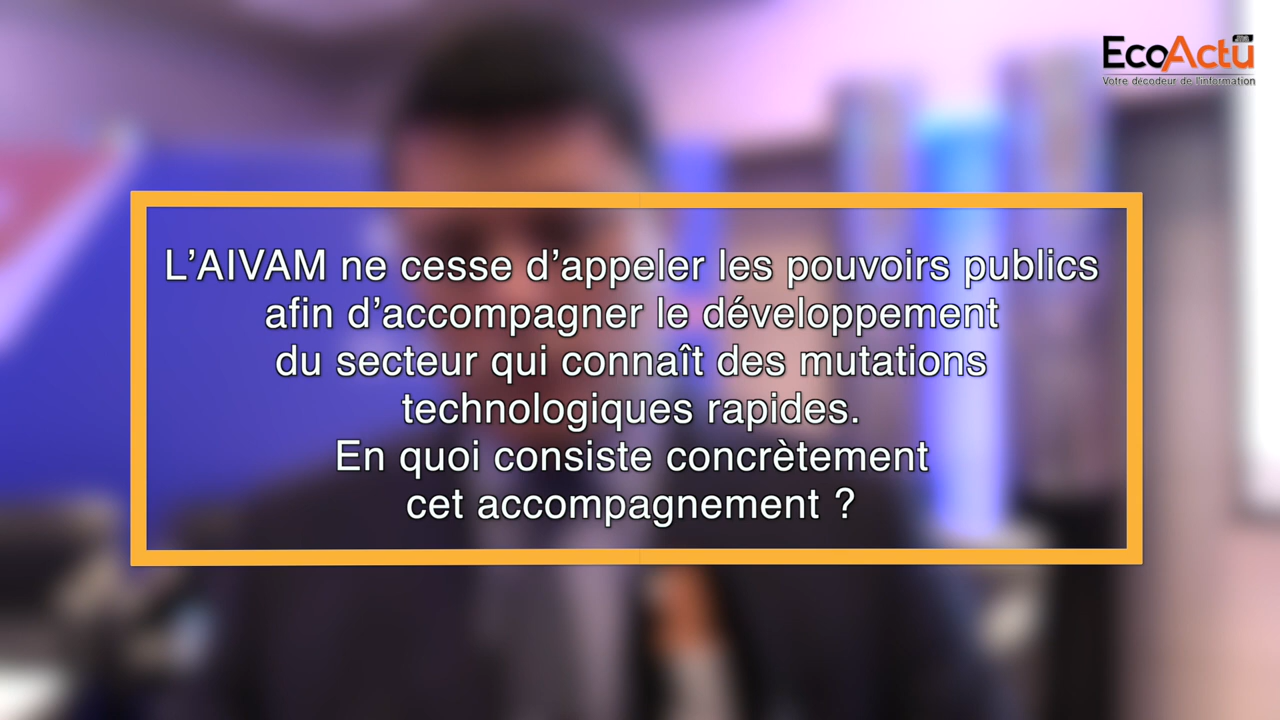 EcoActu
Votre décodeur de l'information
L'AIVAM ne cesse d'appeler les pouvoirs publics
afin d'accompagner le développement
du secteur qui connaît des mutations
technologiques rapides.
En quoi consiste concrètement
cet accompagnement ?